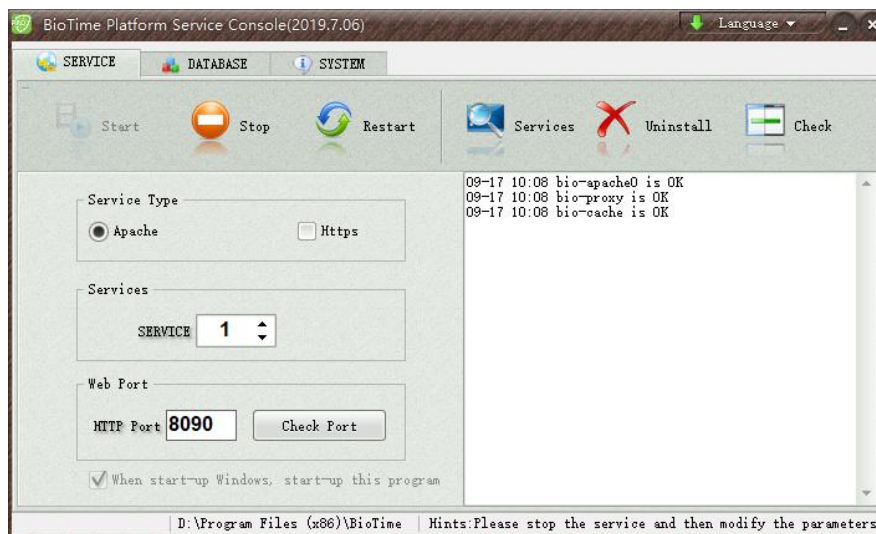 BioTime Platform Service Console(2019.7.06)
Language
SERVICE
DATABASE
SYSTEM
Start
Stop
Restart
Services
Uninstall
Check
Service Type
Apache
Https
Services
SERVICE 1
Web Port
HTTP Port 8090
Check Port
When start-up Windows, start-up this program
09-17 10:08 bio-apache0 is OK
09-17 10:08 bio-proxy is OK
09-17 10:08 bio-cache is OK
D:\Program Files (x86)\BioTime
Hints:Please stop the service and then modify the parameters